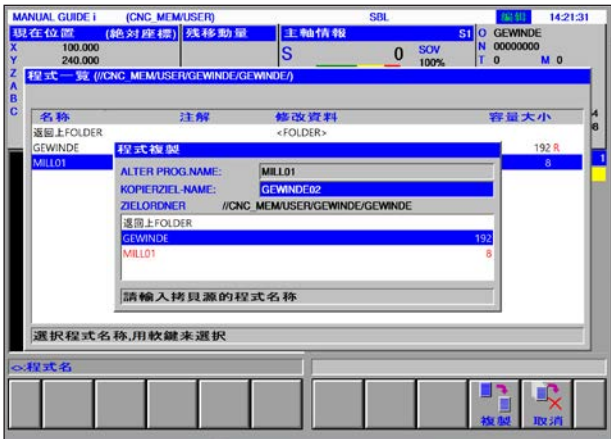 MANUAL GUIDE i (CNC_MEM/USER) SBL 編輯 14:21:31
現在位置 (絶対座標) 残移動量 主軸情報 S1 O GEWINDE
X 100.000 S 0 SOV 100% N 00000000
Y 240.000 T 0 M 0
Z 程式一覧 (//CNC_MEM/USER/GEWINDE/GEWINDE/)
A
B
C
名称 注解 修改資料 容量大小
返回上FOLDER <FOLDER>
GEWINDE 192 R
MILL01 8
程式複製
ALTER PROG.NAME: MILL01
KOPIERZIEL-NAME: GEWINDE02
ZIELORDNER //CNC_MEM/USER/GEWINDE/GEWINDE
返回上FOLDER
GEWINDE 192
MILL01 8
請輸入拷貝源的程式名称
選択程式名称,用軟鍵来選択
<>:程式名
複製 取消